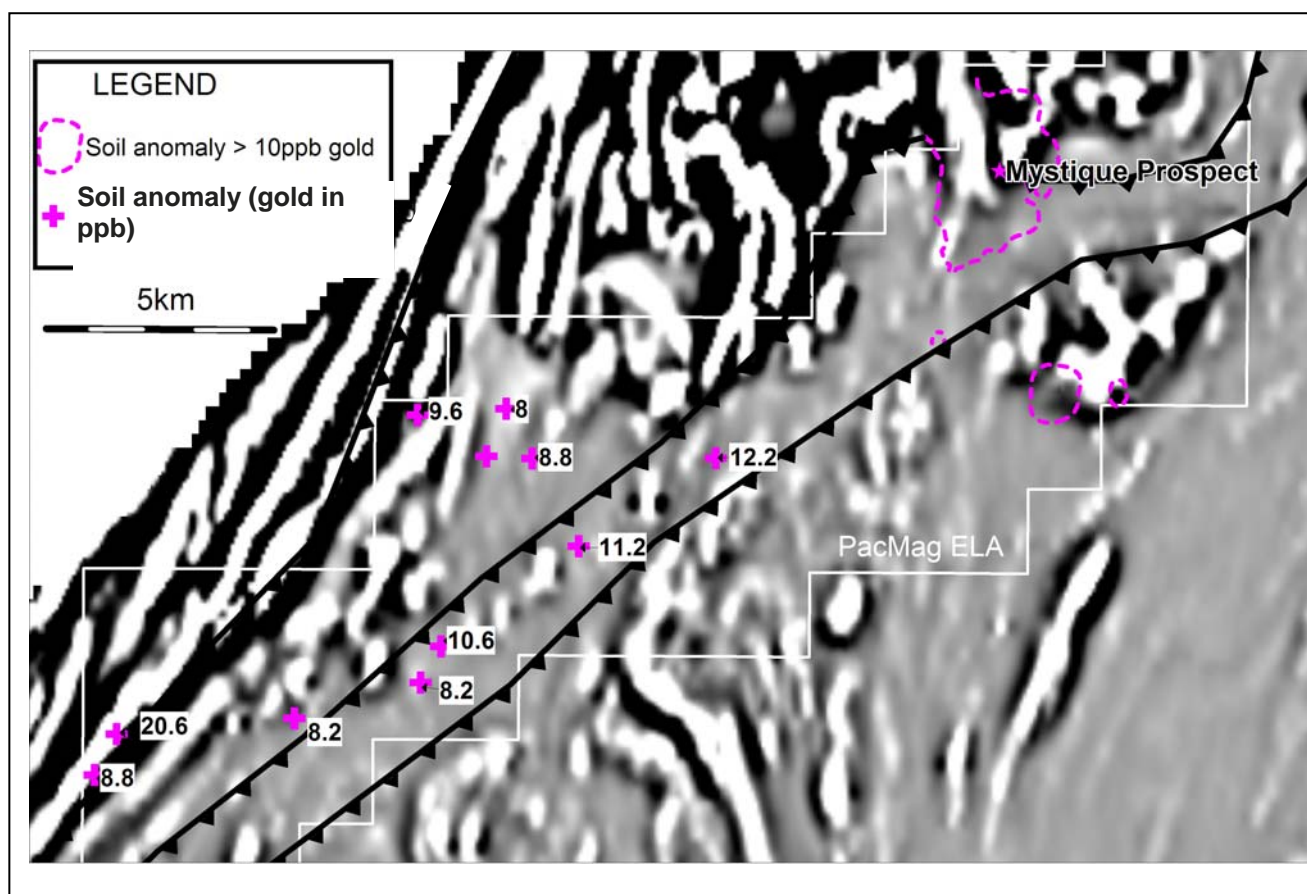 LEGEND
Soil anomaly > 10ppb gold
Soil anomaly (gold in
ppb)
5km
Mystique Prospect
9.6
8
8.8
12.2
11.2
PacMag ELA
10.6
8.2
8.2
20.6
8.8